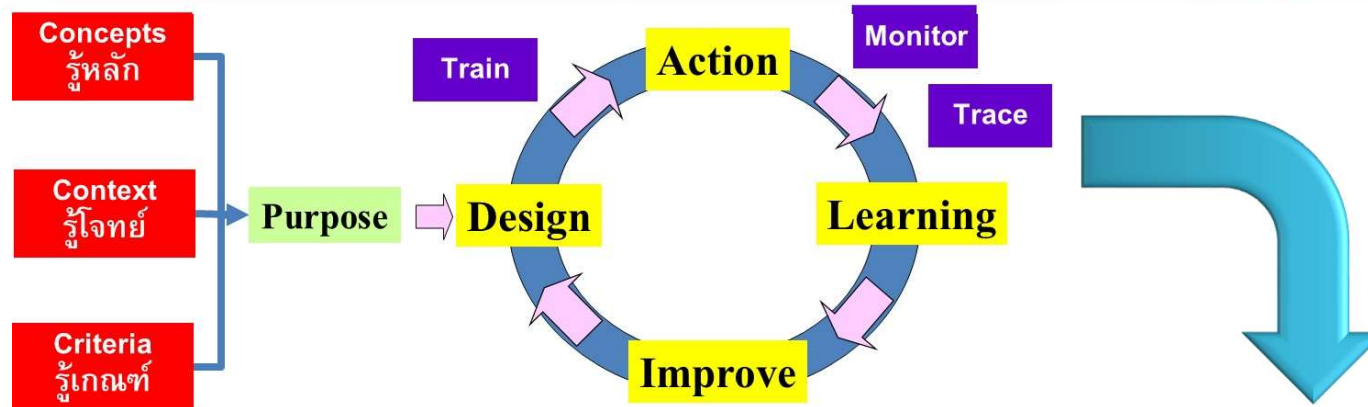 Concepts
รู้หลัก
Context
รู้โจทย์
Criteria
รู้เกณฑ์
Purpose
Design
Train
Action
Monitor
Trace
Learning
Improve